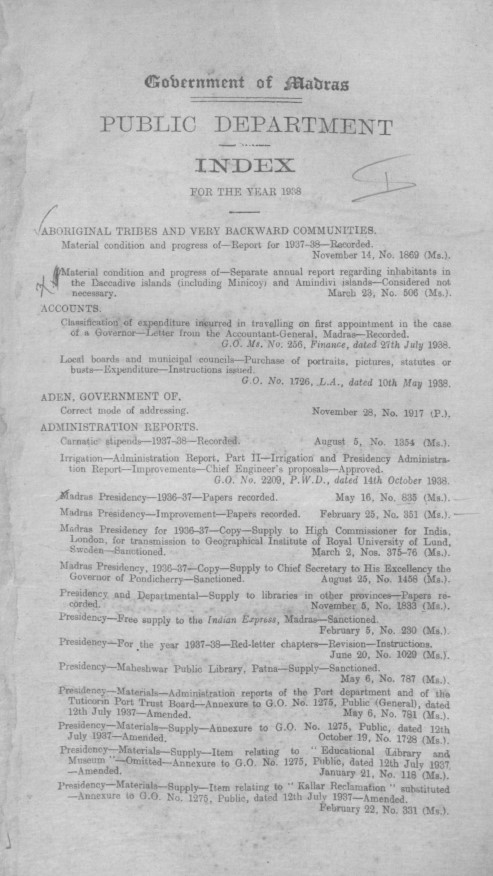 Government of Madras
PUBLIC DEPARTMENT
INDEX
FOR THE YEAR 1938
ABORIGINAL TRIBES AND VERY BACKWARD COMMUNITIES.
Material condition and progress of—Report for 1937-38—Recorded.
November 14, No. 1869 (Ms.).
Material condition and progress of—Separate annual report regarding inhabitants in
the Daccadive islands (including Minicoy) and Amindivi islands—Considered not
necessary. March 23, No. 506 (Ms.).
ACCOUNTS.
Classification of expenditure incurred in travelling on first appointment in the case
of a Governor—Letter from the Accountant-General, Madras—Recorded.
G.O. Ms. No. 256, Finance, dated 27th July 1938.
Local boards and municipal councils—Purchase of portraits, pictures, statutes or
busts—Expenditure—Instructions issued.
G.O. No. 1726, L.A., dated 10th May 1938.
ADEN, GOVERNMENT OF.
Correct mode of addressing. November 28, No. 1917 (P.).
ADMINISTRATION REPORTS.
Carnatic stipends—1937-38—Recorded. August 5, No. 1354 (Ms.).
Irrigation—Administration Report, Part II—Irrigation and Presidency Administra-
tion Report—Improvements—Chief Engineer's proposals—Approved.
G.O. No. 2209, P.W.D., dated 14th October 1938.
Madras Presidency—1936-37—Papers recorded. May 16, No. 835 (Ms.).
Madras Presidency—Improvement—Papers recorded. February 25, No. 351 (Ms.).
Madras Presidency for 1936-37—Copy—Supply to High Commissioner for India,
London, for transmission to Geographical Institute of Royal University of Lund,
Sweden—Sanctioned. March 2, Nos. 375-76 (Ms.).
Madras Presidency, 1936-37—Copy—Supply to Chief Secretary to His Excellency the
Governor of Pondicherry—Sanctioned. August 25, No. 1458 (Ms.).
Presidency and Departmental—Supply to libraries in other provinces—Papers re-
corded. November 5, No. 1833 (Ms.).
Presidency—Free supply to the Indian Express, Madras—Sanctioned.
February 5, No. 230 (Ms.).
Presidency—For the year 1937-38—Red-letter chapters—Revision—Instructions.
June 20, No. 1029 (Ms.).
Presidency—Maheshwar Public Library, Patna—Supply—Sanctioned.
May 6, No. 787 (Ms.).
Presidency—Materials—Administration reports of the Port department and of the
Tuticorin Port Trust Board—Annexure to G.O. No. 1275, Public (General), dated
12th July 1937—Amended. May 6, No. 781 (Ms.).
Presidency—Materials—Supply—Annexure to G.O. No. 1275, Public, dated 12th
July 1937—Amended. October 19, No. 1728 (Ms.).
Presidency—Materials—Supply—Item relating to " Educational Library and
Museum "—Omitted—Annexure to G.O. No. 1275, Public, dated 12th July 1937
—Amended. January 21, No. 118 (Ms.).
Presidency—Materials—Supply—Item relating to " Kallar Reclamation " substituted
—Annexure to G.O. No. 1275, Public, dated 12th July 1937—Amended.
February 22, No. 331 (Ms.).